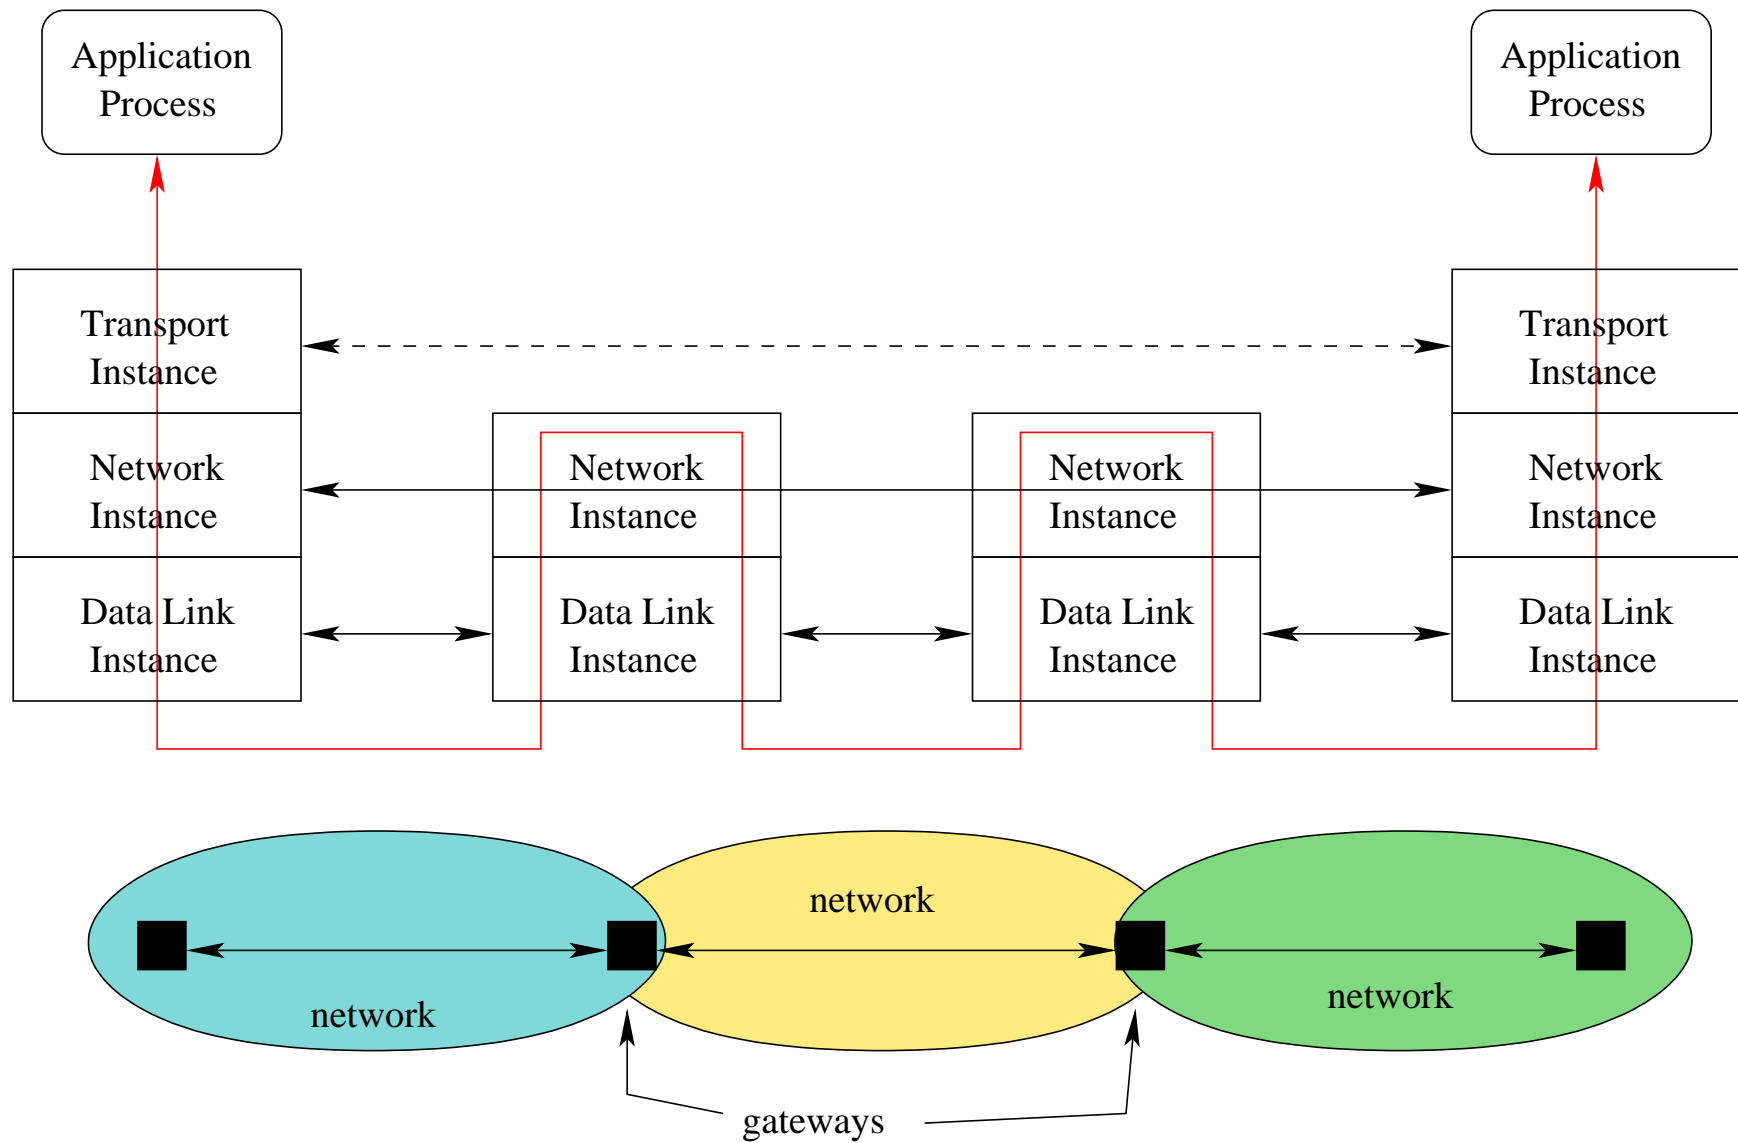 Application
Process
Application
Process
Transport
Instance
Transport
Instance
Network
Instance
Network
Instance
Network
Instance
Network
Instance
Data Link
Instance
Data Link
Instance
Data Link
Instance
Data Link
Instance
network
network
network
gateways